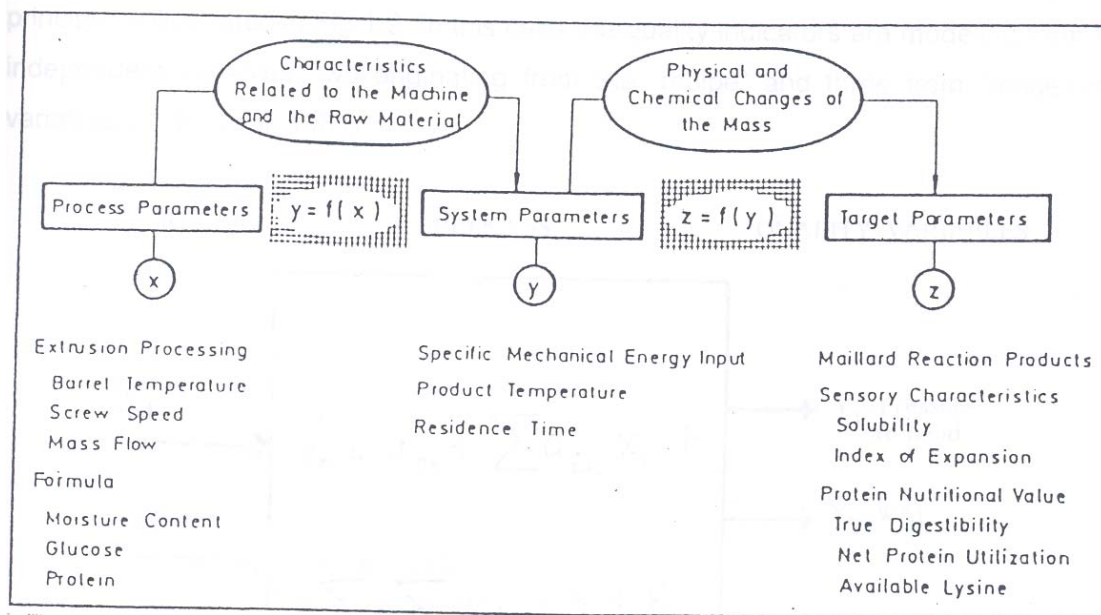 Characteristics
Related to the Machine
and the Raw Material
Physical and
Chemical Changes of
the Mass
Process Parameters
y = f( x )
System Parameters
z = f( y )
Target Parameters
x
y
z
Extrusion Processing
Barrel Temperature
Screw Speed
Mass Flow
Formula
Moisture Content
Glucose
Protein
Specific Mechanical Energy Input
Product Temperature
Residence Time
Maillard Reaction Products
Sensory Characteristics
Solubility
Index of Expansion
Protein Nutritional Value
True Digestibility
Net Protein Utilization
Available Lysine